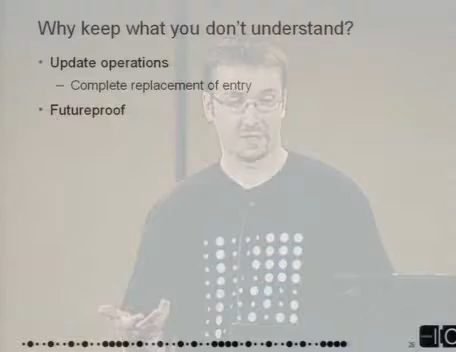 Why keep what you don't understand?
• Update operations
– Complete replacement of entry
• Futureproof